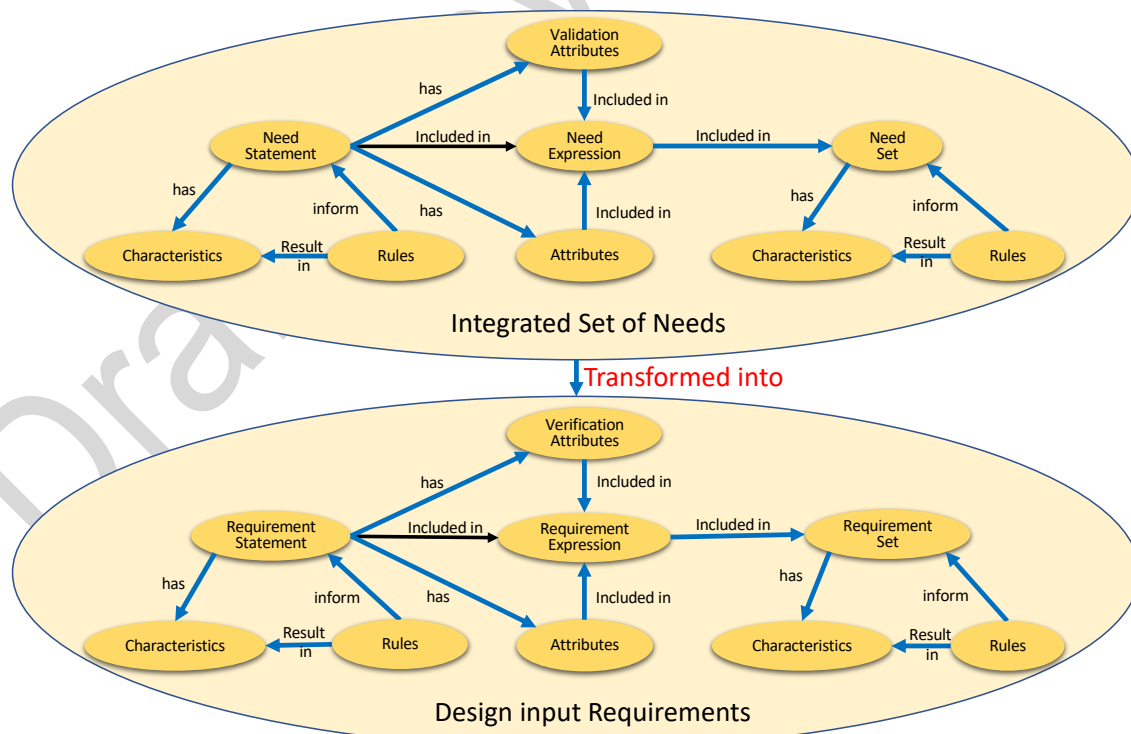 Validation
Attributes
has
Included in
Need
Statement
Included in
Need
Expression
Included in
Need
Set
has
inform
has
Included in
has
inform
Characteristics
Result
in
Rules
Attributes
Characteristics
Result
in
Rules
Integrated Set of Needs
Transformed into
Verification
Attributes
has
Included in
Requirement
Statement
Included in
Requirement
Expression
Included in
Requirement
Set
has
inform
has
Included in
has
inform
Characteristics
Result
in
Rules
Attributes
Characteristics
Result
in
Rules
Design input Requirements